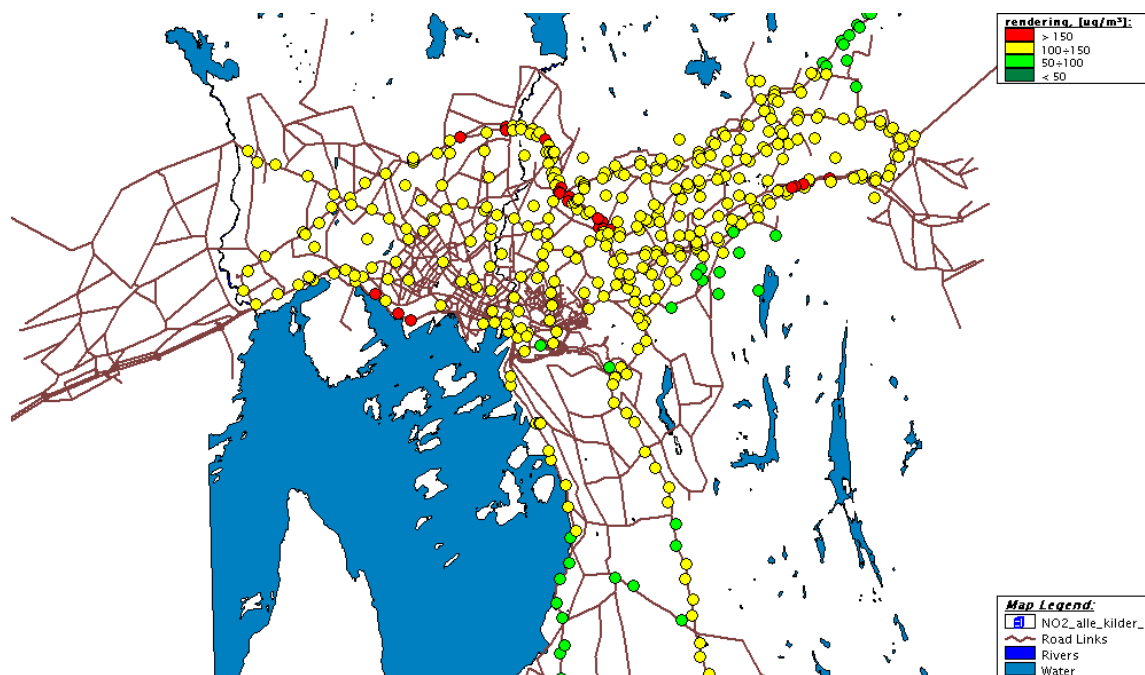 rendering, [ug/m³]:
> 150
100÷150
50÷100
< 50
Map Legend:
NO2_alle_kilder_
Road Links
Rivers
Water